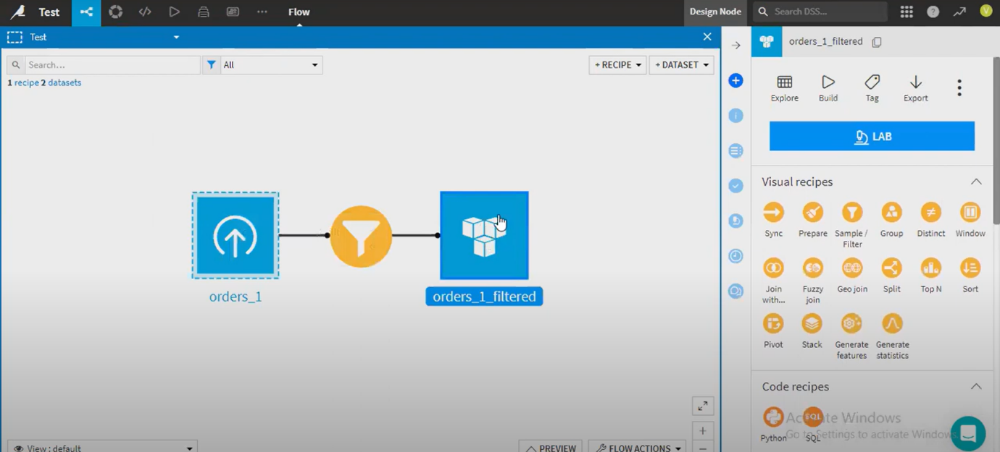 Test
Flow
Design Node
Search DSS...
V
Test
Search...
All
+ RECIPE
+ DATASET
1 recipe 2 datasets
orders_1
orders_1_filtered
View : default
PREVIEW
FLOW ACTIONS
orders_1_filtered
Explore
Build
Tag
Export
LAB
Visual recipes
Sync
Prepare
Sample /
Filter
Group
Distinct
Window
Join
with...
Fuzzy
join
Geo join
Split
Top N
Sort
Pivot
Stack
Generate
features
Generate
statistics
Code recipes
SQL
Python
SQL
Activate Windows
Go to Settings to activate Windows.